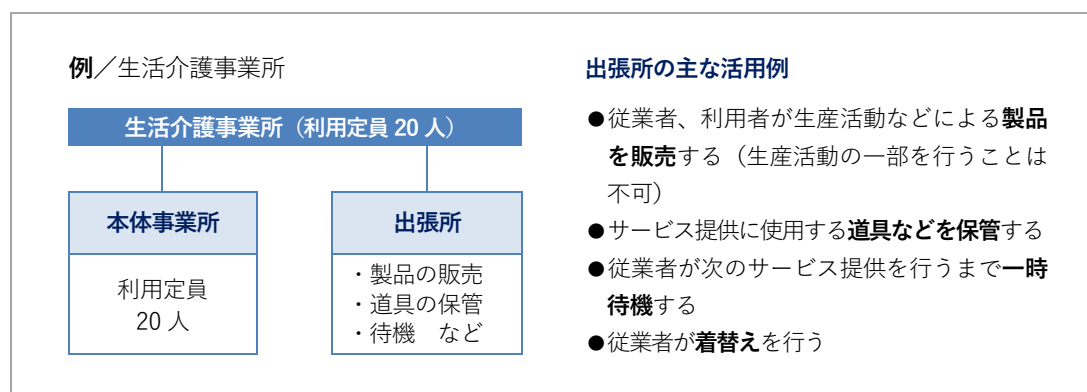 例／生活介護事業所
生活介護事業所（利用定員 20 人）
本体事業所
利用定員
20 人
出張所
・製品の販売
・道具の保管
・待機　など
出張所の主な活用例
●従業者、利用者が生産活動などによる製品
を販売する（生産活動の一部を行うことは
不可）
●サービス提供に使用する道具などを保管する
●従業者が次のサービス提供を行うまで一時
待機する
●従業者が着替えを行う